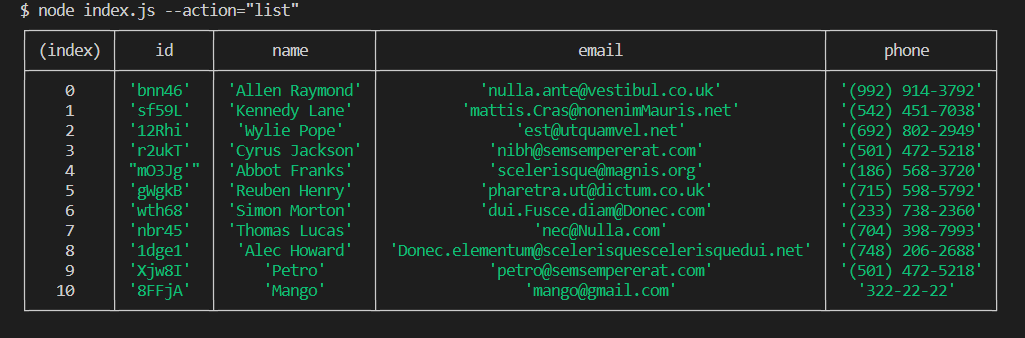 $ node index.js --action="list"
(index) id name email phone
0 'bnn46' 'Allen Raymond' 'nulla.ante@vestibul.co.uk' '(992) 914-3792'
1 'sf59L' 'Kennedy Lane' 'mattis.Cras@nonenimMauris.net' '(542) 451-7038'
2 '12Rhi' 'Wylie Pope' 'est@utquamvel.net' '(692) 802-2949'
3 'r2ukT' 'Cyrus Jackson' 'nibh@semsempererat.com' '(501) 472-5218'
4 "mO3Jg'" 'Abbot Franks' 'scelerisque@magnis.org' '(186) 568-3720'
5 'gWgkB' 'Reuben Henry' 'pharetra.ut@dictum.co.uk' '(715) 598-5792'
6 'wth68' 'Simon Morton' 'dui.Fusce.diam@Donec.com' '(233) 738-2360'
7 'nbr45' 'Thomas Lucas' 'nec@Nulla.com' '(704) 398-7993'
8 '1dge1' 'Alec Howard' 'Donec.elementum@scelerisquescelerisquedui.net' '(748) 206-2688'
9 'Xjw8I' 'Petro' 'petro@semsempererat.com' '(501) 472-5218'
10 '8FFjA' 'Mango' 'mango@gmail.com' '322-22-22'